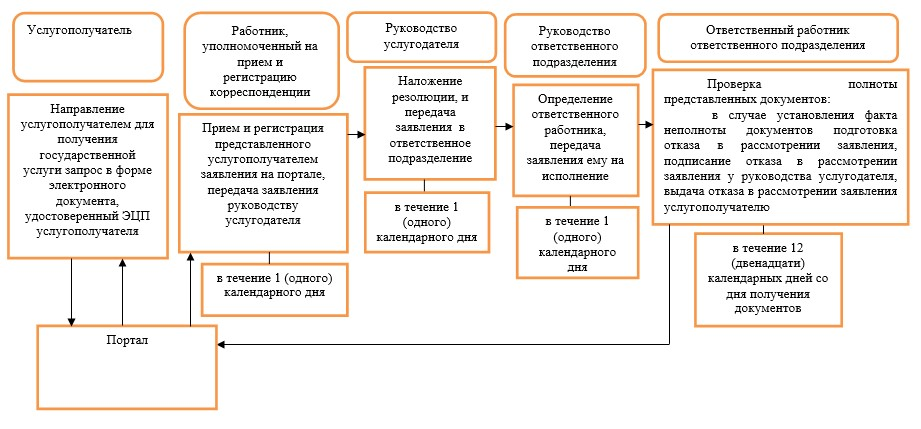 Услугополучатель
Работник,
уполномоченный на
прием и
регистрацию
корреспонденции
Руководство
услугодателя
Руководство
ответственного
подразделения
Ответственный работник
ответственного подразделения
Направление
услугополучателем для
получения
государственной
услуги запрос в форме
электронного
документа,
удостоверенный ЭЦП
услугополучателя
Прием и регистрация
представленного
услугополучателем
заявления на портале,
передача заявления
руководству
услугодателя
Наложение
резолюции, и
передача
заявления в
ответственное
подразделение
Определение
ответственного
работника,
передача
заявления ему на
исполнение
Проверка полноты
представленных документов:
в случае установления факта
неполноты документов подготовка
отказа в рассмотрении заявления,
подписание отказа в рассмотрении
заявления у руководства услугодателя,
выдача отказа в рассмотрении заявления
услугополучателю
в течение 1 (одного)
календарного дня
в течение 1
(одного)
календарного дня
в течение 1
(одного)
календарного
дня
в течение 12
(двенадцати)
календарных дней со
дня получения
документов
Портал